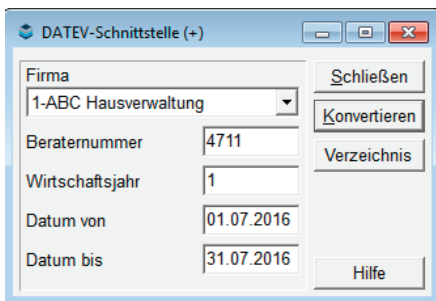 DATEV-Schnittstelle (+)
Firma
Schließen
1-ABC Hausverwaltung
Konvertieren
Beraternummer 4711
Verzeichnis
Wirtschaftsjahr 1
Datum von 01.07.2016
Datum bis 31.07.2016
Hilfe